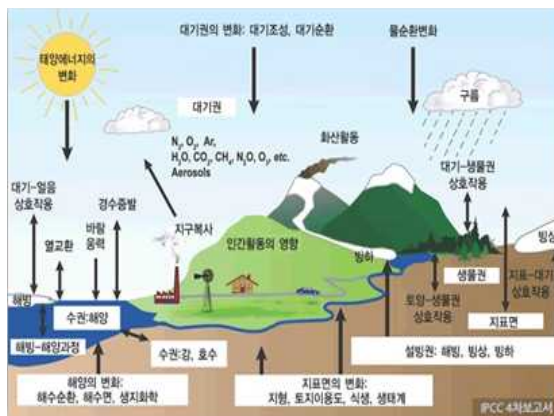 태양에너지의
변화
대기권의 변화: 대기조성, 대기순환
물순환변화
구름
대기권
N₂, O₂, Ar,
H₂O, CO₂, CH₄, N₂O, O₃, etc.
Aerosols
화산활동
대기-생물권
상호작용
대기-얼음
상호작용
경수증발
열교환
바람
응력
지구복사
인간활동의 영향
빙하
빙상
생물권
지표-대기
상호작용
토양-생물권
상호작용
지표면
해빙
수권:해양
해빙-해양과정
수권:강, 호수
설빙권: 해빙, 빙상, 빙하
해양의 변화:
해수순환, 해수면, 생지화학
지표면의 변화:
지형, 토지이용도, 식생, 생태계
IPCC 4차보고서